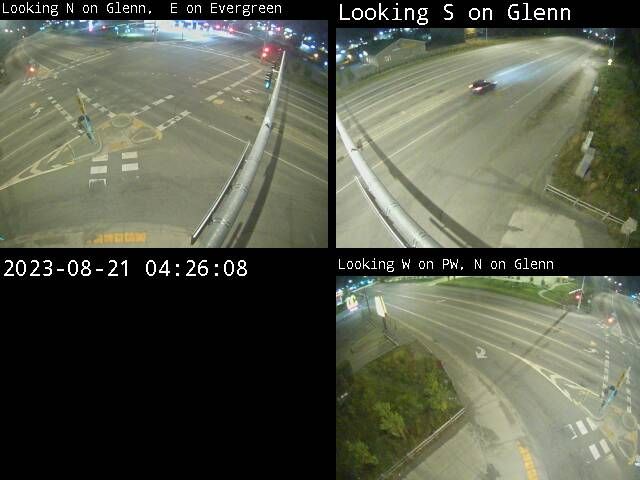 Looking N on Glenn,  E on Evergreen
Looking S on Glenn
2023-08-21 04:26:08
Looking W on PW, N on Glenn